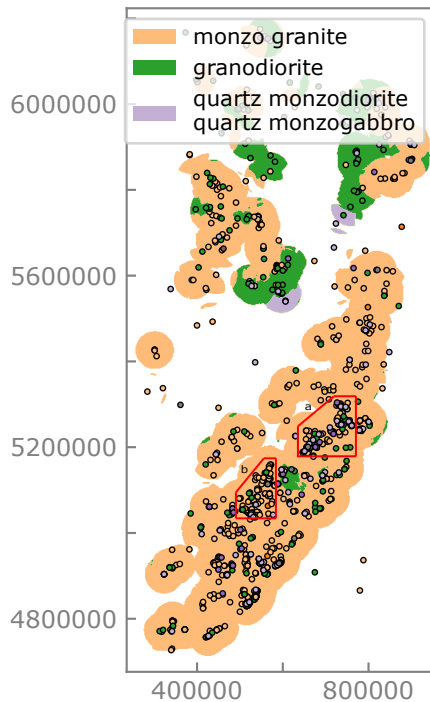 monzo granite
granodiorite
quartz monzodiorite
quartz monzogabbro
6000000
5600000
5200000
4800000
a
b
400000
800000